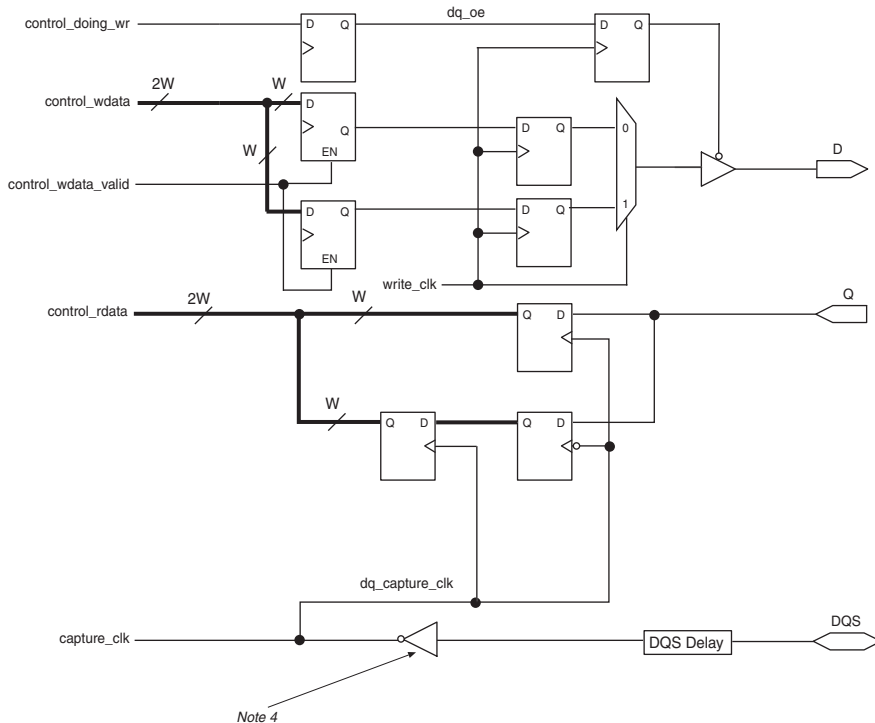 control_doing_wr
D Q
dq_oe
D Q
control_wdata
2W
W
D
Q
EN
W
D Q
0
D
control_wdata_valid
D Q
EN
D Q
1
write_clk
control_rdata
2W
W
Q D
Q
W
Q D
Q D
dq_capture_clk
capture_clk
DQS Delay
DQS
Note 4